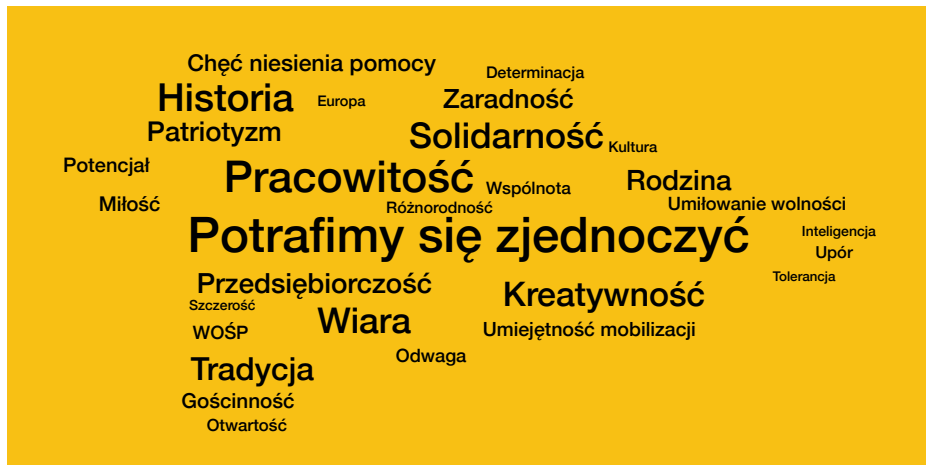 Chęć niesienia pomocy
Determinacja
Historia
Europa
Zaradność
Patriotyzm
Solidarność
Kultura
Potencjał
Pracowitość
Wspólnota
Rodzina
Miłość
Różnorodność
Umiłowanie wolności
Potrafimy się zjednoczyć
Inteligencja
Upór
Przedsiębiorczość
Tolerancja
Szczerość
Kreatywność
WOŚP
Wiara
Umiejętność mobilizacji
Odwaga
Tradycja
Gościnność
Otwartość